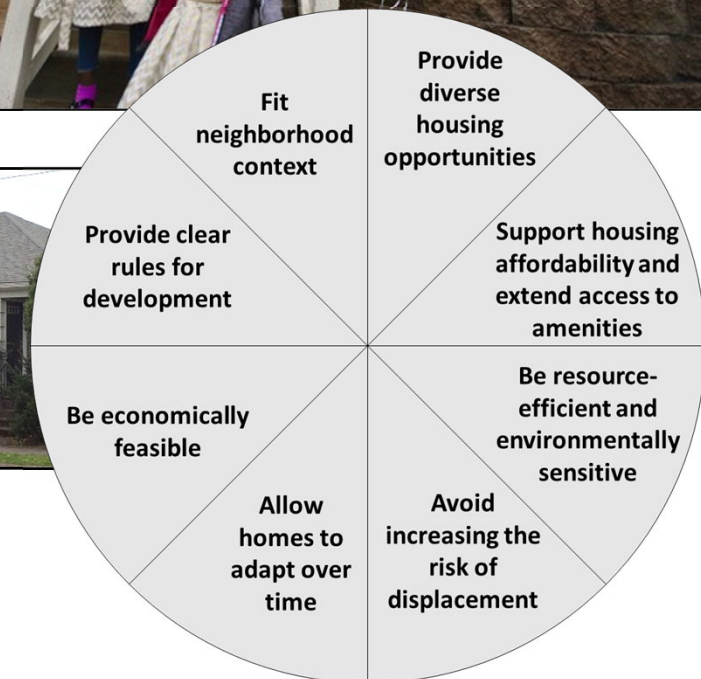 Provide
diverse
housing
opportunities
Support housing
affordability and
extend access to
amenities
Be resource-
efficient and
environmentally
sensitive
Avoid
increasing the
risk of
displacement
Allow
homes to
adapt over
time
Be economically
feasible
Provide clear
rules for
development
Fit
neighborhood
context